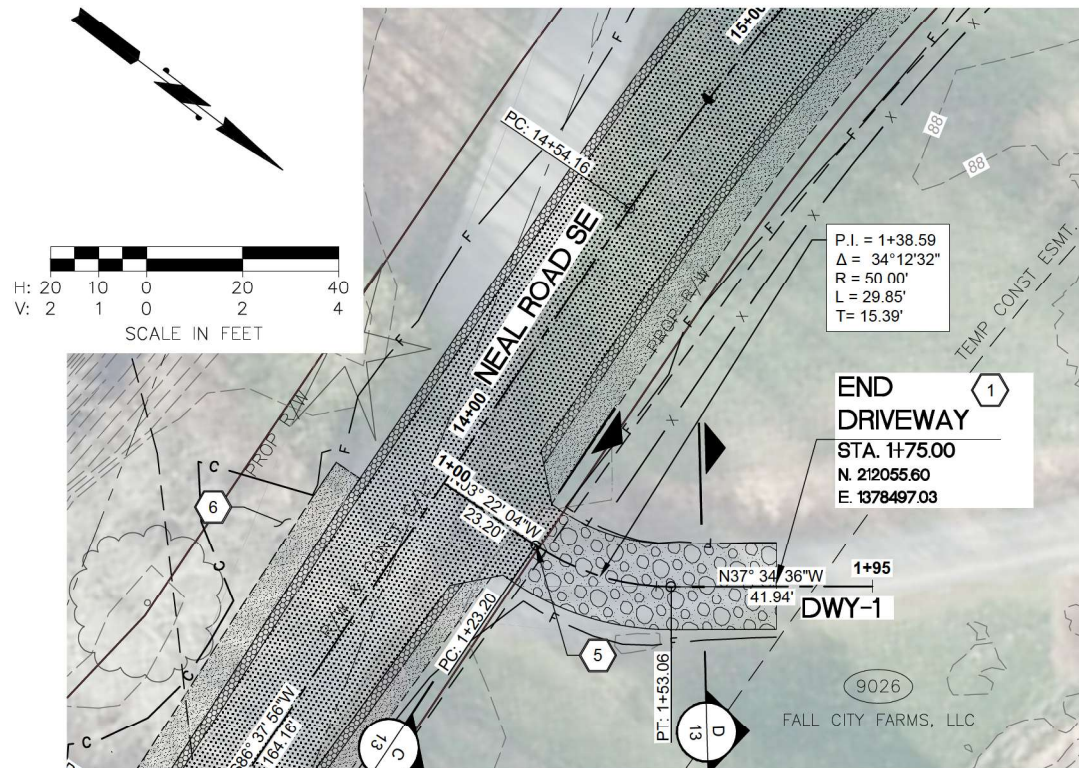 15+00
PC: 14+54.16
NEAL ROAD SE
14+00
H: 20 10 0 20 40
V: 2 1 0 2 4
SCALE IN FEET
88
88
P.I. = 1+38.59
Δ = 34°12'32"
R = 50.00'
L = 29.85'
T= 15.39'
TEMP CONST ESMT.
PROP R/W
PROP R/W
END
DRIVEWAY
STA. 1+75.00
N. 212055.60
E. 1378497.03
1
1+00
N03° 22' 04"W
23.20'
6
5
PC: 1+23.20
PT: 1+53.06
N37° 34' 36"W
41.94'
1+95
DWY-1
9026
FALL CITY FARMS, LLC
C
13
D
13
37' 56"W
164.16'
F
F
F
F
F
F
F
F
F
F
X
X
X
X
C
C
C
C